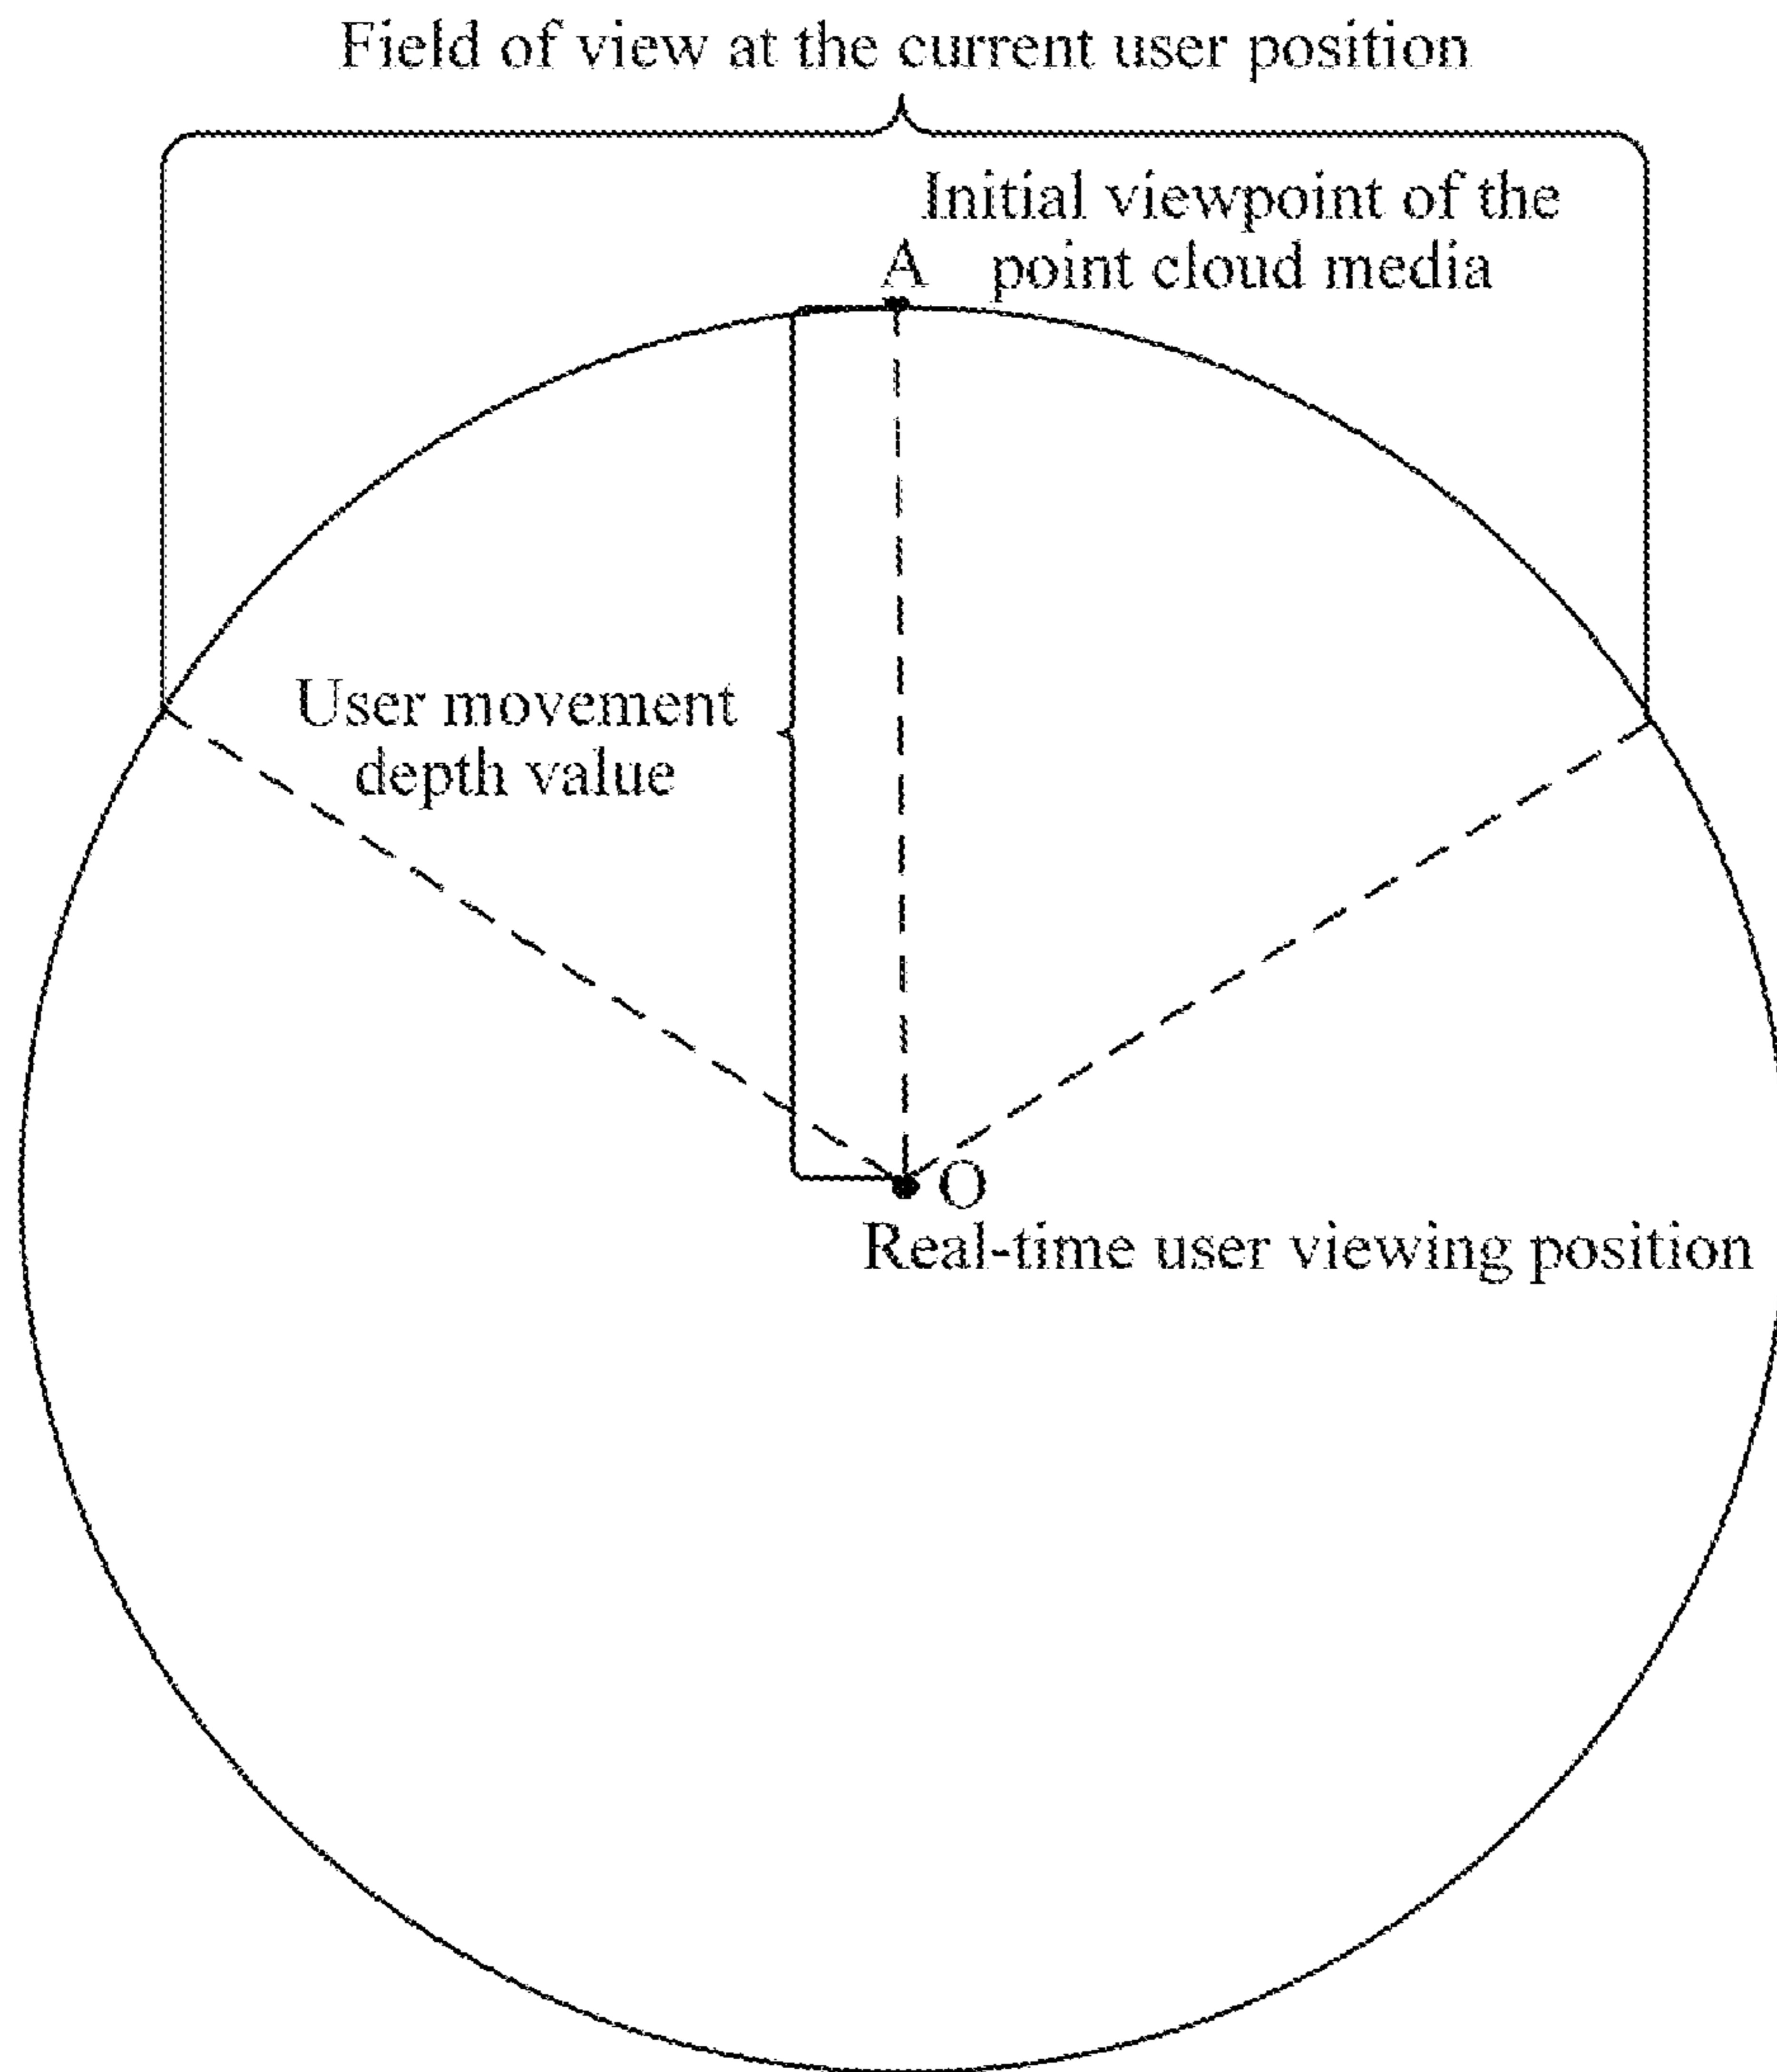 Field of view at the current user position
Initial viewpoint of the
A
point cloud media
User movement
depth value
O
Real-time user viewing position